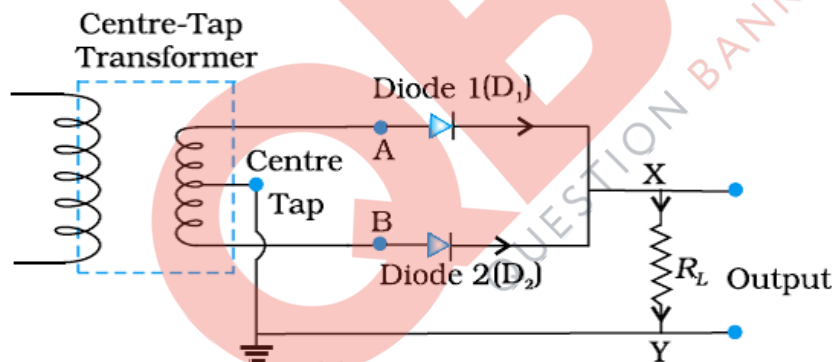 Centre-Tap
Transformer
Diode 1(D₁)
A
Centre
Tap
B
Diode 2(D₂)
X
R_L
Output
Y
QUESTION BANK